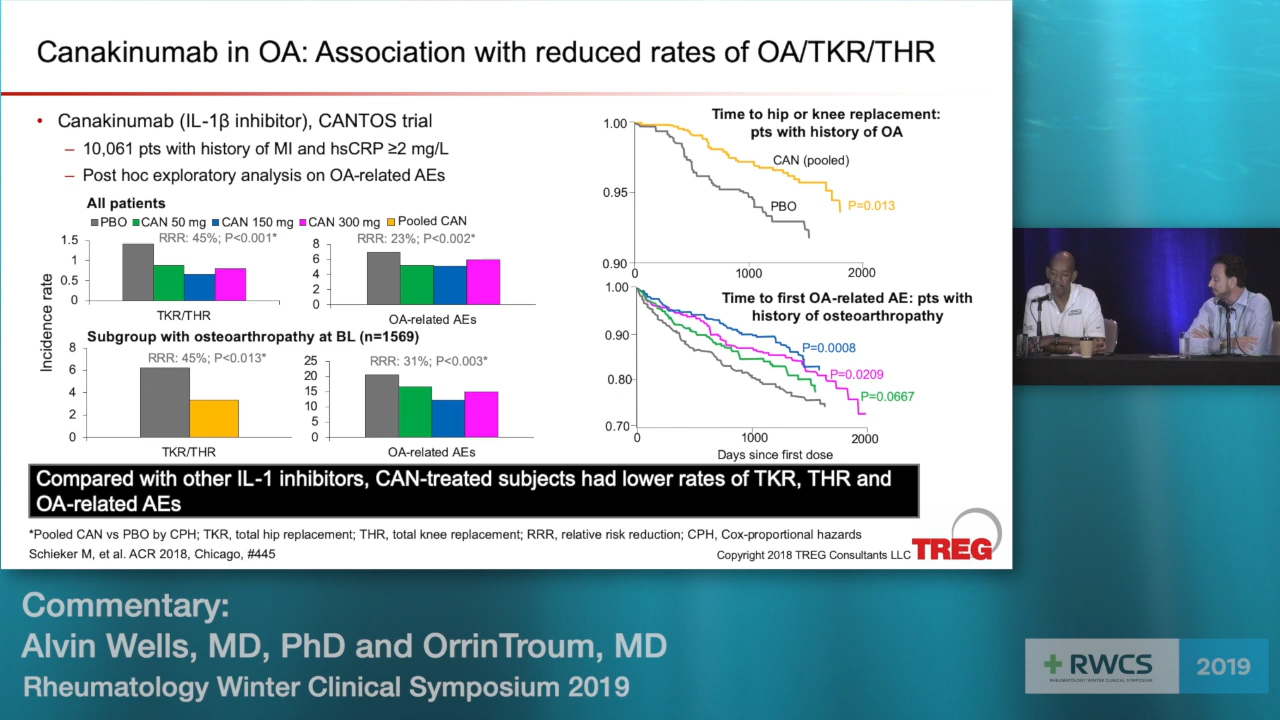 Canakinumab in OA: Association with reduced rates of OA/TKR/THR
• Canakinumab (IL-1β inhibitor), CANTOS trial
– 10,061 pts with history of MI and hsCRP ≥2 mg/L
– Post hoc exploratory analysis on OA-related AEs
All patients
PBO CAN 50 mg CAN 150 mg CAN 300 mg Pooled CAN
Incidence rate
RRR: 45%; P<0.001*
1.5
1
0.5
0
TKR/THR
RRR: 23%; P<0.002*
8
6
4
2
0
OA-related AEs
Subgroup with osteoarthropathy at BL (n=1569)
RRR: 45%; P<0.013*
8
6
4
2
0
TKR/THR
RRR: 31%; P<0.003*
25
20
15
10
5
0
OA-related AEs
Time to hip or knee replacement:
pts with history of OA
1.00
0.95
0.90
CAN (pooled)
PBO
P=0.013
0 1000 2000
Time to first OA-related AE: pts with
history of osteoarthropathy
1.00
0.90
0.80
0.70
P=0.0008
P=0.0209
P=0.0667
0 1000 2000
Days since first dose
Compared with other IL-1 inhibitors, CAN-treated subjects had lower rates of TKR, THR and
OA-related AEs
*Pooled CAN vs PBO by CPH; TKR, total hip replacement; THR, total knee replacement; RRR, relative risk reduction; CPH, Cox-proportional hazards
Schieker M, et al. ACR 2018, Chicago, #445
Copyright 2018 TREG Consultants LLC
TREG
Commentary:
Alvin Wells, MD, PhD and OrrinTroum, MD
Rheumatology Winter Clinical Symposium 2019
RWCS 2019
RHEUMATOLOGY WINTER CLINICAL SYMPOSIUM